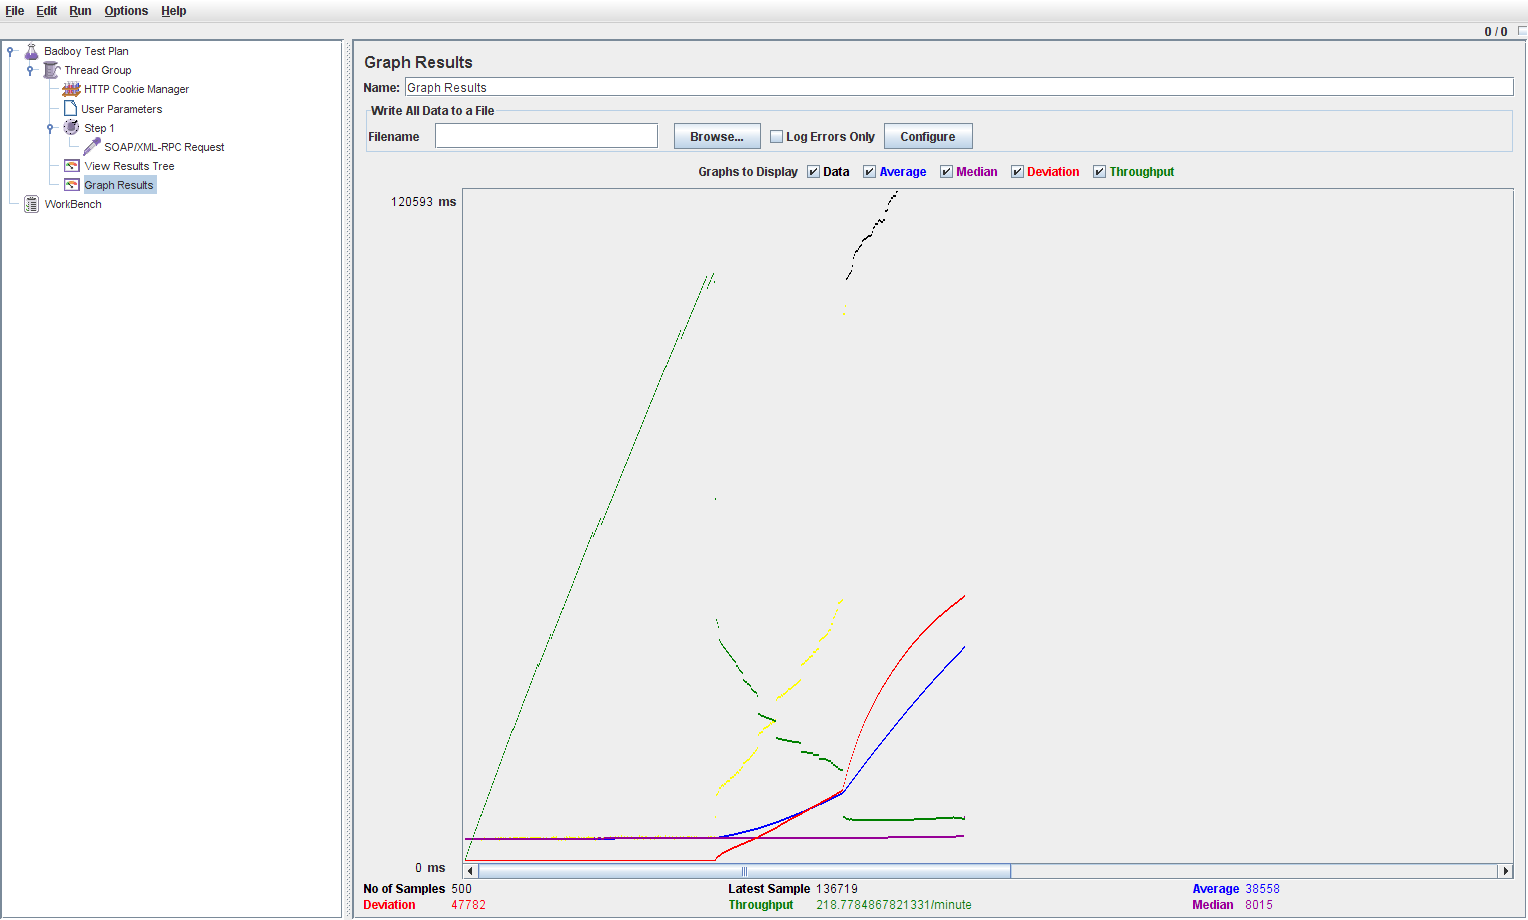 File Edit Run Options Help
0 / 0
Badboy Test Plan
Thread Group
HTTP Cookie Manager
User Parameters
Step 1
SOAP/XML-RPC Request
View Results Tree
Graph Results
WorkBench
Graph Results
Name: Graph Results
Write All Data to a File
Filename Browse... Log Errors Only Configure
Graphs to Display Data Average Median Deviation Throughput
120593 ms
0 ms
No of Samples 500 Latest Sample 136719 Average 38558
Deviation 47782 Throughput 218.7784867821331/minute Median 8015